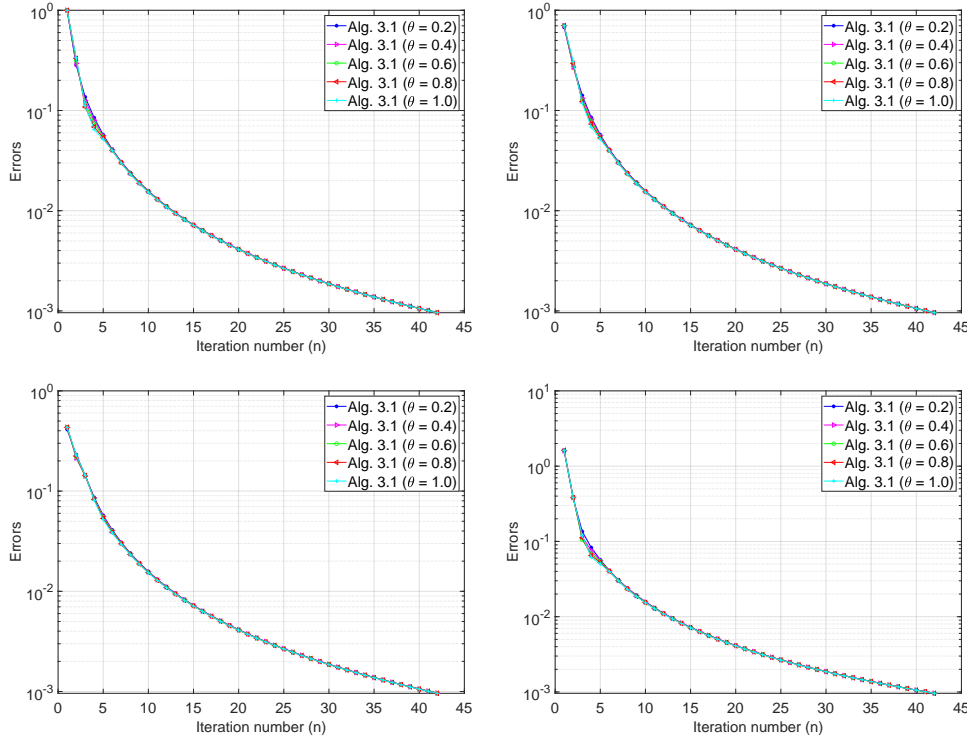 10^0
10^-1
10^-2
10^-3
Errors
0 5 10 15 20 25 30 35 40 45
Iteration number (n)
Alg. 3.1 (θ = 0.2)
Alg. 3.1 (θ = 0.4)
Alg. 3.1 (θ = 0.6)
Alg. 3.1 (θ = 0.8)
Alg. 3.1 (θ = 1.0)
10^0
10^-1
10^-2
10^-3
Errors
0 5 10 15 20 25 30 35 40 45
Iteration number (n)
Alg. 3.1 (θ = 0.2)
Alg. 3.1 (θ = 0.4)
Alg. 3.1 (θ = 0.6)
Alg. 3.1 (θ = 0.8)
Alg. 3.1 (θ = 1.0)
10^0
10^-1
10^-2
10^-3
Errors
0 5 10 15 20 25 30 35 40 45
Iteration number (n)
Alg. 3.1 (θ = 0.2)
Alg. 3.1 (θ = 0.4)
Alg. 3.1 (θ = 0.6)
Alg. 3.1 (θ = 0.8)
Alg. 3.1 (θ = 1.0)
10^1
10^0
10^-1
10^-2
10^-3
Errors
0 5 10 15 20 25 30 35 40 45
Iteration number (n)
Alg. 3.1 (θ = 0.2)
Alg. 3.1 (θ = 0.4)
Alg. 3.1 (θ = 0.6)
Alg. 3.1 (θ = 0.8)
Alg. 3.1 (θ = 1.0)